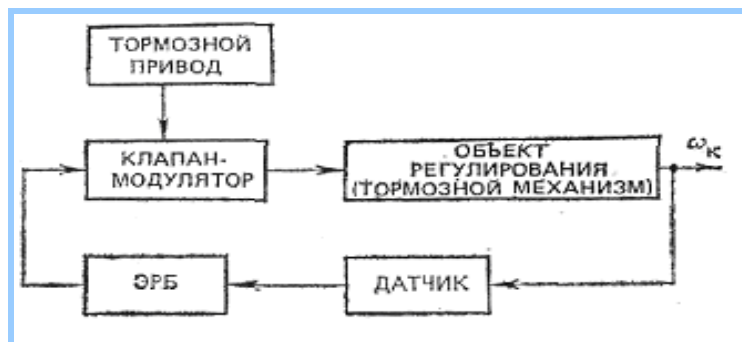 ТОРМОЗНОЙ
ПРИВОД
КЛАПАН-
МОДУЛЯТОР
ОБЪЕКТ
РЕГУЛИРОВАНИЯ
(ТОРМОЗНОЙ МЕХАНИЗМ)
ωк
ЭРБ
ДАТЧИК